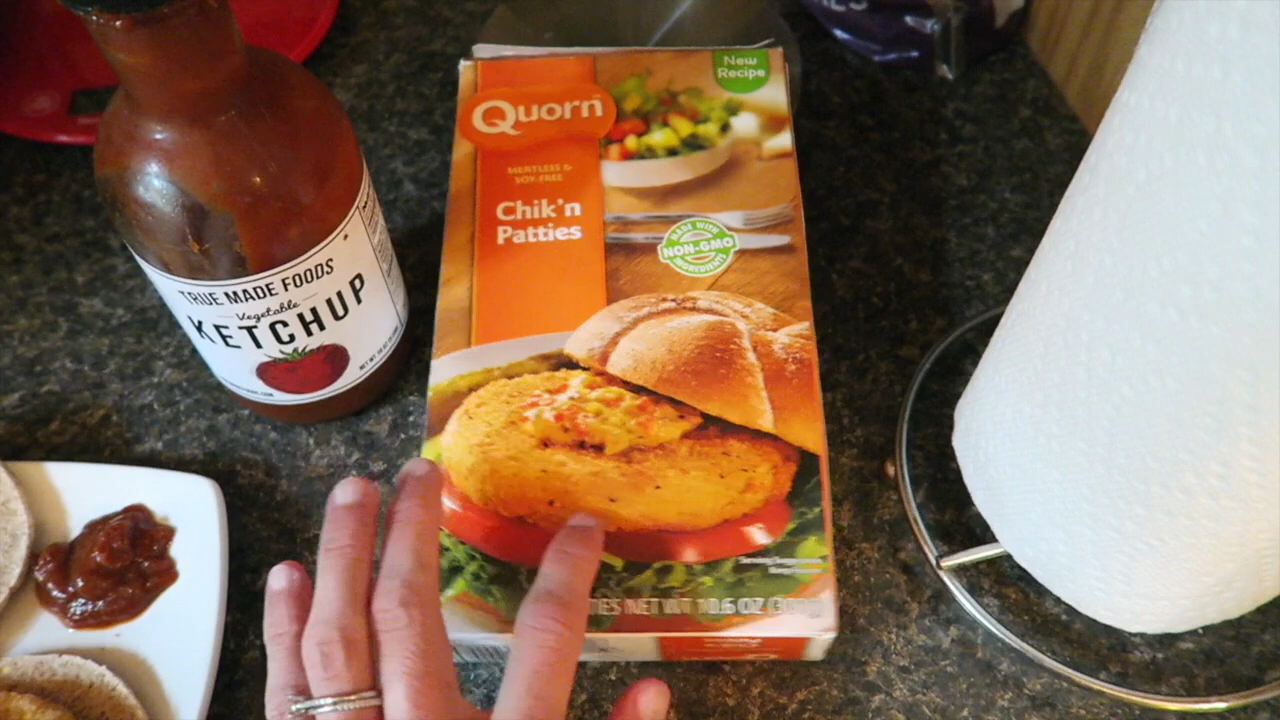 New
Recipe
Quorn
MEATLESS &
SOY-FREE
Chik'n
Patties
MADE WITH
NON-GMO
INGREDIENTS
TRUE MADE FOODS
Vegetable
KETCHUP
NET WT 10.6 OZ